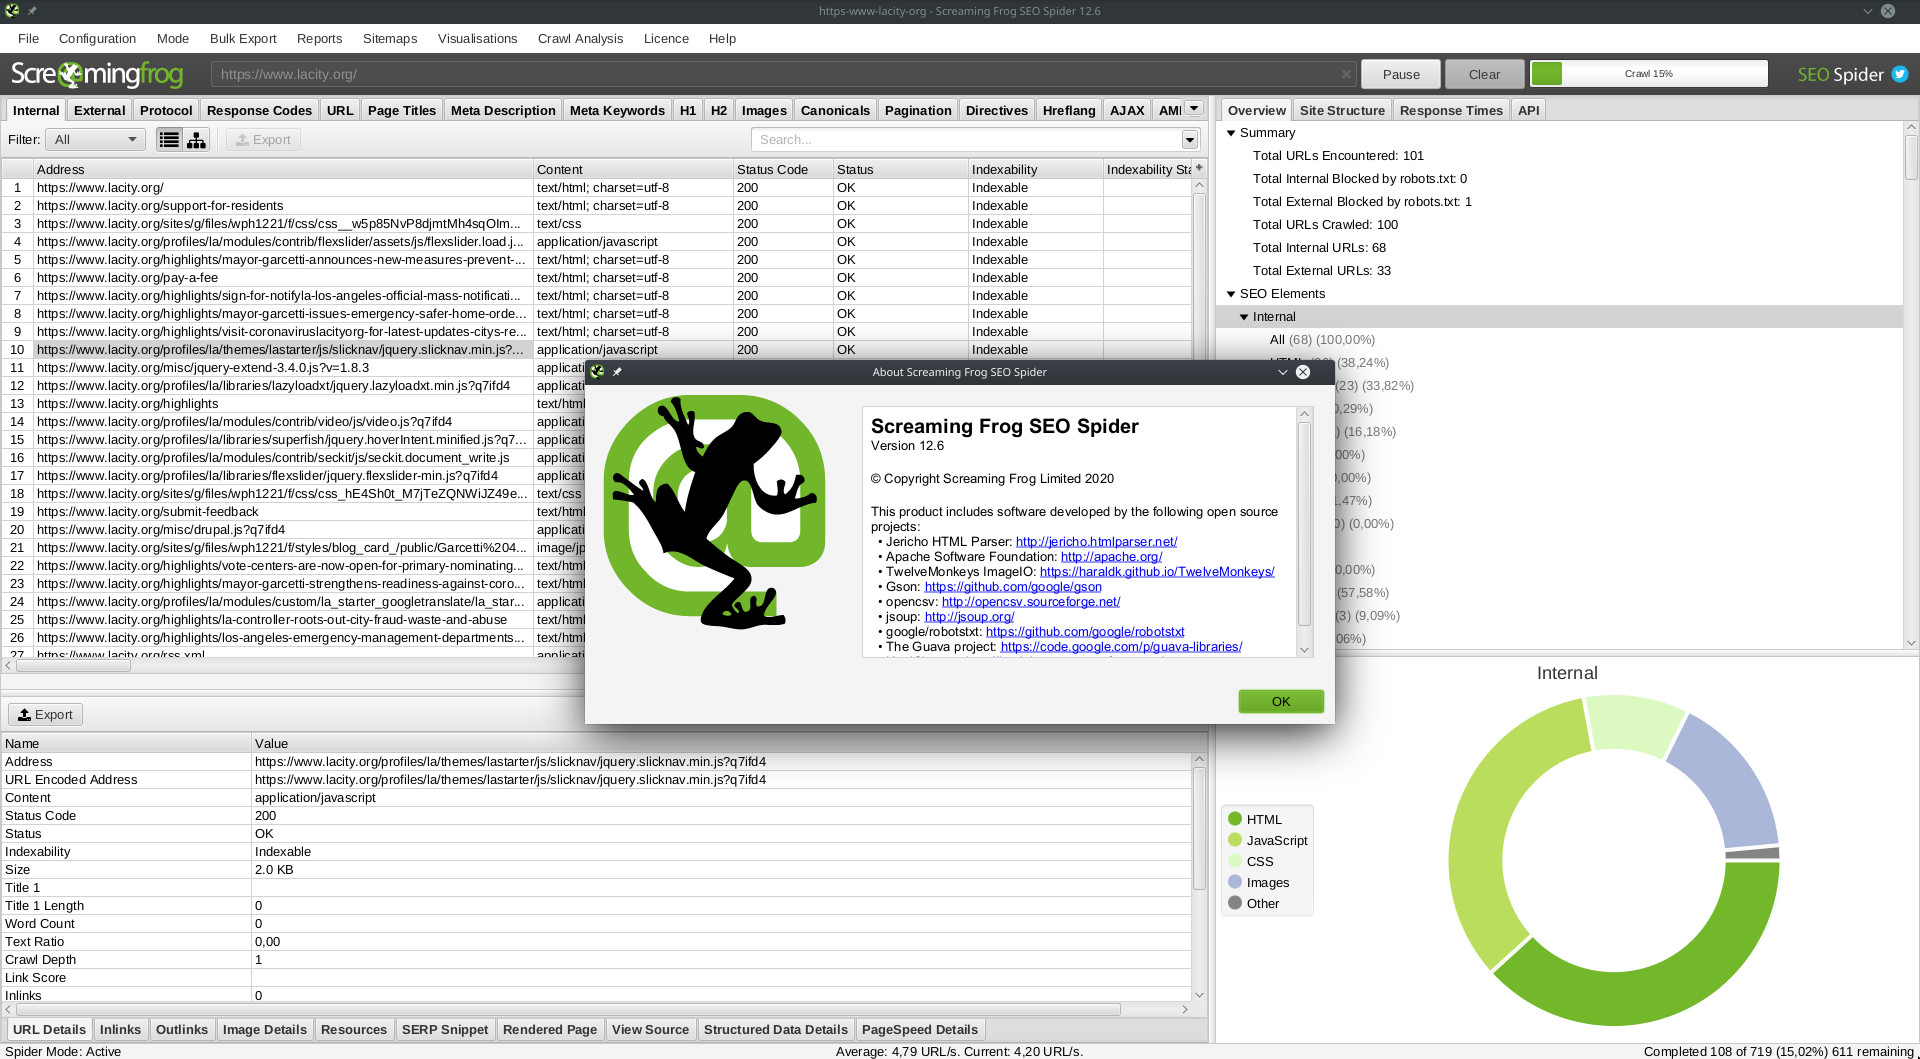 https-www-lacity-org - Screaming Frog SEO Spider 12.6
File Configuration Mode Bulk Export Reports Sitemaps Visualisations Crawl Analysis Licence Help
Screamingfrog https://www.lacity.org/ Pause Clear Crawl 15% SEO Spider
Internal External Protocol Response Codes URL Page Titles Meta Description Meta Keywords H1 H2 Images Canonicals Pagination Directives Hreflang AJAX AM
Filter: All Export Search...
Address Content Status Code Status Indexability Indexability Sta
1 https://www.lacity.org/ text/html; charset=utf-8 200 OK Indexable
2 https://www.lacity.org/support-for-residents text/html; charset=utf-8 200 OK Indexable
3 https://www.lacity.org/sites/g/files/wph1221/f/css/css__w5p85NvP8djmtMh4sqOIm... text/css 200 OK Indexable
4 https://www.lacity.org/profiles/la/modules/contrib/flexslider/assets/js/flexslider.load.j... application/javascript 200 OK Indexable
5 https://www.lacity.org/highlights/mayor-garcetti-announces-new-measures-prevent-... text/html; charset=utf-8 200 OK Indexable
6 https://www.lacity.org/pay-a-fee text/html; charset=utf-8 200 OK Indexable
7 https://www.lacity.org/highlights/sign-for-notifyla-los-angeles-official-mass-notificati... text/html; charset=utf-8 200 OK Indexable
8 https://www.lacity.org/highlights/mayor-garcetti-issues-emergency-safer-home-orde... text/html; charset=utf-8 200 OK Indexable
9 https://www.lacity.org/highlights/visit-coronaviruslacityorg-for-latest-updates-citys-re... text/html; charset=utf-8 200 OK Indexable
10 https://www.lacity.org/profiles/la/themes/lastarter/js/slicknav/jquery.slicknav.min.js?... application/javascript 200 OK Indexable
11 https://www.lacity.org/misc/jquery-extend-3.4.0.js?v=1.8.3 applicati
12 https://www.lacity.org/profiles/la/libraries/lazyloadxt/jquery.lazyloadxt.min.js?q7ifd4 applicati
13 https://www.lacity.org/highlights text/html
14 https://www.lacity.org/profiles/la/modules/contrib/video/js/video.js?q7ifd4 applicati
15 https://www.lacity.org/profiles/la/libraries/superfish/jquery.hoverIntent.minified.js?q7... applicati
16 https://www.lacity.org/profiles/la/modules/contrib/seckit/js/seckit.document_write.js applicati
17 https://www.lacity.org/profiles/la/libraries/flexslider/jquery.flexslider-min.js?q7ifd4 applicati
18 https://www.lacity.org/sites/g/files/wph1221/f/css/css_hE4Sh0t_M7jTeZQNWiJZ49e... text/css
19 https://www.lacity.org/submit-feedback text/html
20 https://www.lacity.org/misc/drupal.js?q7ifd4 applicati
21 https://www.lacity.org/sites/g/files/wph1221/f/styles/blog_card_/public/Garcetti%204... image/jp
22 https://www.lacity.org/highlights/vote-centers-are-now-open-for-primary-nominating... text/html
23 https://www.lacity.org/highlights/mayor-garcetti-strengthens-readiness-against-coro... text/html
24 https://www.lacity.org/profiles/la/modules/custom/la_starter_googletranslate/la_star... applicati
25 https://www.lacity.org/highlights/la-controller-roots-out-city-fraud-waste-and-abuse text/html
26 https://www.lacity.org/highlights/los-angeles-emergency-management-departments... text/html
27 https://www.lacity.org/rss.xml applicati
Export
Name Value
Address https://www.lacity.org/profiles/la/themes/lastarter/js/slicknav/jquery.slicknav.min.js?q7ifd4
URL Encoded Address https://www.lacity.org/profiles/la/themes/lastarter/js/slicknav/jquery.slicknav.min.js?q7ifd4
Content application/javascript
Status Code 200
Status OK
Indexability Indexable
Size 2.0 KB
Title 1
Title 1 Length 0
Word Count 0
Text Ratio 0,00
Crawl Depth 1
Link Score
Inlinks 0
URL Details Inlinks Outlinks Image Details Resources SERP Snippet Rendered Page View Source Structured Data Details PageSpeed Details
About Screaming Frog SEO Spider
Screaming Frog SEO Spider
Version 12.6
© Copyright Screaming Frog Limited 2020
This product includes software developed by the following open source
projects:
• Jericho HTML Parser: http://jericho.htmlparser.net/
• Apache Software Foundation: http://apache.org/
• TwelveMonkeys ImageIO: https://haraldk.github.io/TwelveMonkeys/
• Gson: https://github.com/google/gson
• opencsv: http://opencsv.sourceforge.net/
• jsoup: http://jsoup.org/
• google/robotstxt: https://github.com/google/robotstxt
• The Guava project: https://code.google.com/p/guava-libraries/
OK
Overview Site Structure Response Times API
Summary
Total URLs Encountered: 101
Total Internal Blocked by robots.txt: 0
Total External Blocked by robots.txt: 1
Total URLs Crawled: 100
Total Internal URLs: 68
Total External URLs: 33
SEO Elements
Internal
All (68) (100,00%)
(38,24%)
(23) (33,82%)
,29%)
) (16,18%)
00%)
,00%)
,47%)
) (0,00%)
,00%)
(57,58%)
(3) (9,09%)
06%)
Internal
HTML
JavaScript
CSS
Images
Other
Spider Mode: Active Average: 4,79 URL/s. Current: 4,20 URL/s. Completed 108 of 719 (15,02%) 611 remaining